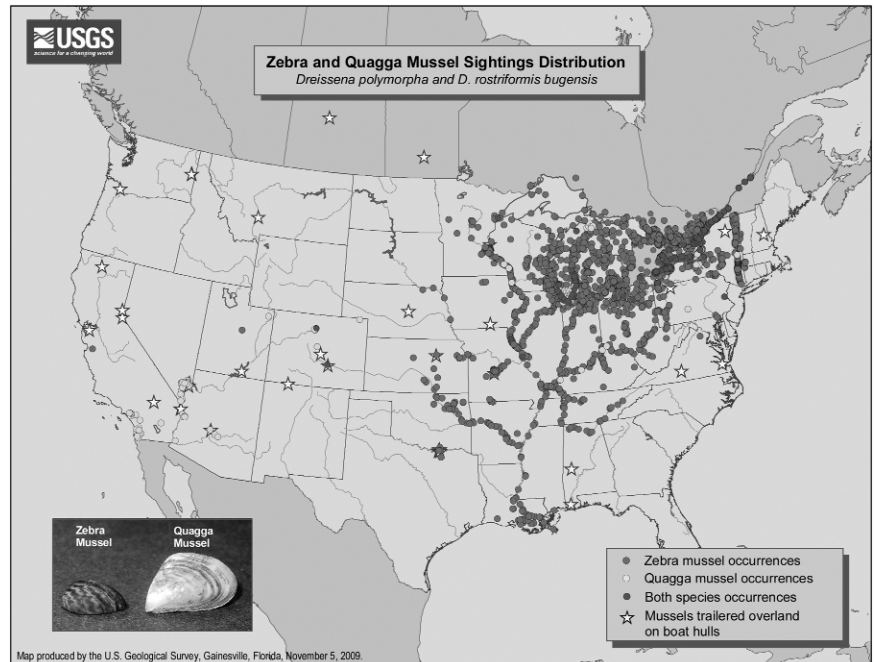 USGS
science for a changing world
Zebra and Quagga Mussel Sightings Distribution
Dreissena polymorpha and D. rostriformis bugensis
Zebra
Mussel
Quagga
Mussel
Zebra mussel occurrences
Quagga mussel occurrences
Both species occurrences
Mussels trailered overland
on boat hulls
Map produced by the U.S. Geological Survey, Gainesville, Florida, November 5, 2009.